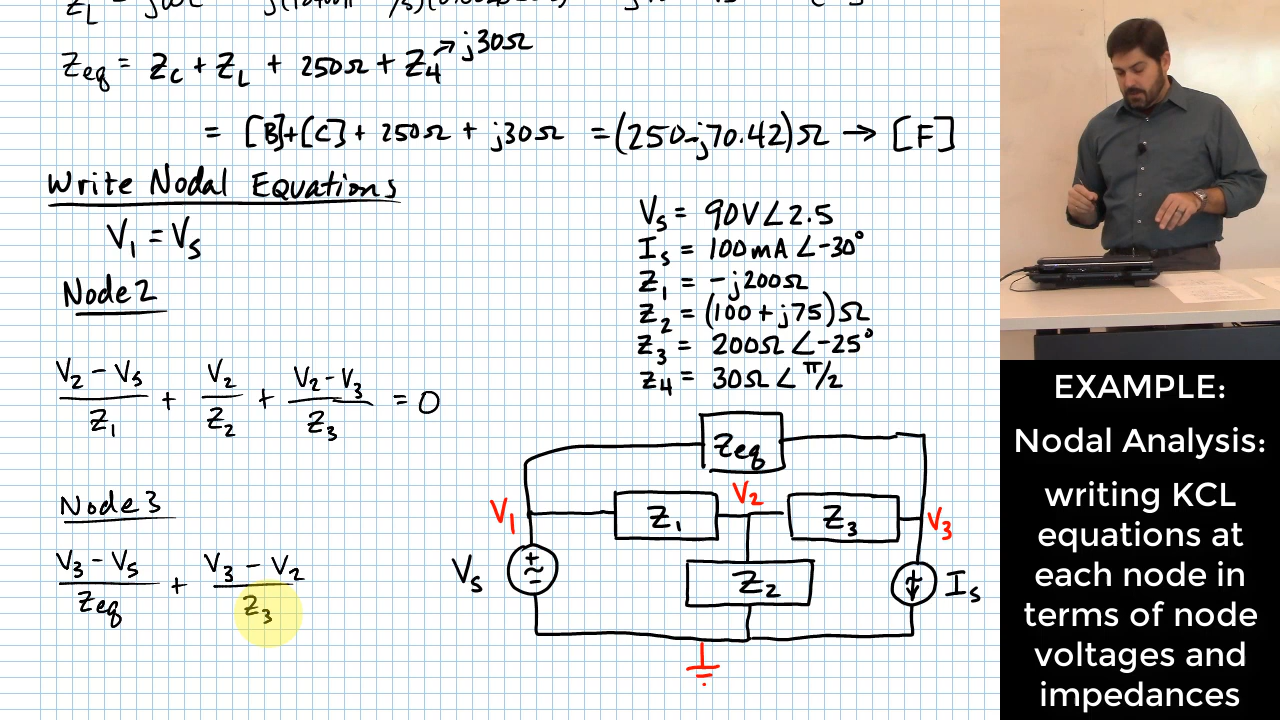 Z_L = jωL
Zeq = Zc + Z_L + 250Ω + Z4 → j30Ω
= [B]+[C] + 250Ω + j30Ω = (250-j70.42)Ω → [F]
Write Nodal Equations
V1 = Vs
Node 2
(V2 - Vs)/Z1 + V2/Z2 + (V2 - V3)/Z3 = 0
Node 3
(V3 - Vs)/Zeq + (V3 - V2)/Z3
Vs = 90V∠2.5
Is = 100mA∠-30°
Z1 = -j200Ω
Z2 = (100+j75)Ω
Z3 = 200Ω∠-25°
Z4 = 30Ω∠π/2
Zeq
V1
Z1
V2
Z3
V3
Vs
+
~
-
Z2
Is
EXAMPLE:
Nodal Analysis:
writing KCL
equations at
each node in
terms of node
voltages and
impedances